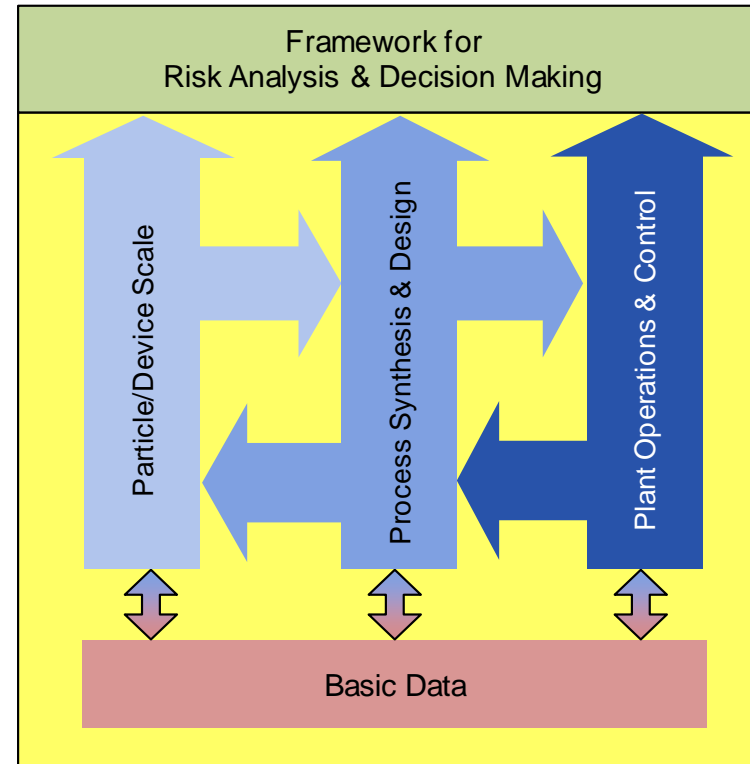 Framework for
Risk Analysis & Decision Making
Particle/Device Scale
Process Synthesis & Design
Plant Operations & Control
Basic Data